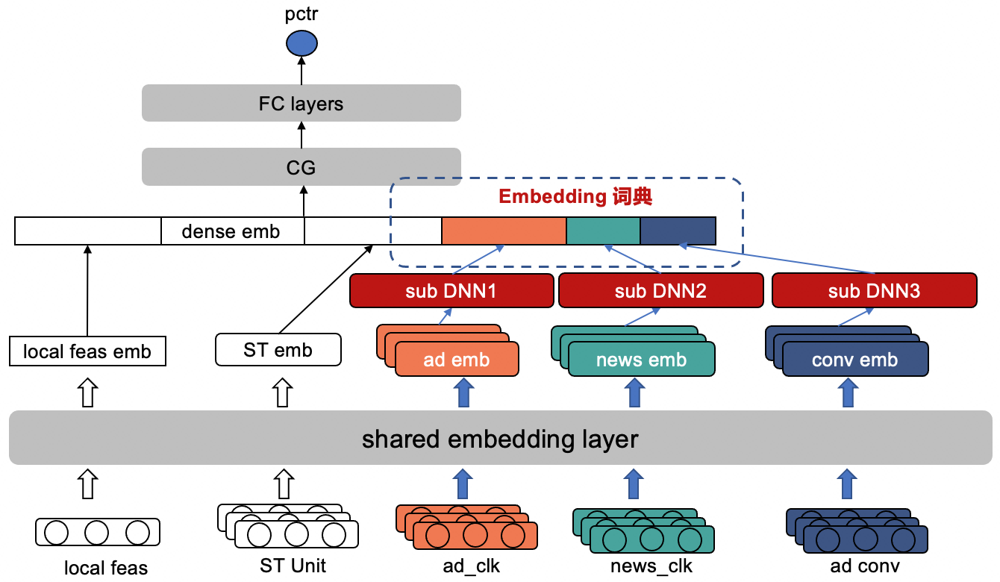 pctr
FC layers
CG
Embedding 词典
dense emb
sub DNN1
sub DNN2
sub DNN3
local feas emb
ST emb
ad emb
news emb
conv emb
shared embedding layer
local feas
ST Unit
ad_clk
news_clk
ad conv